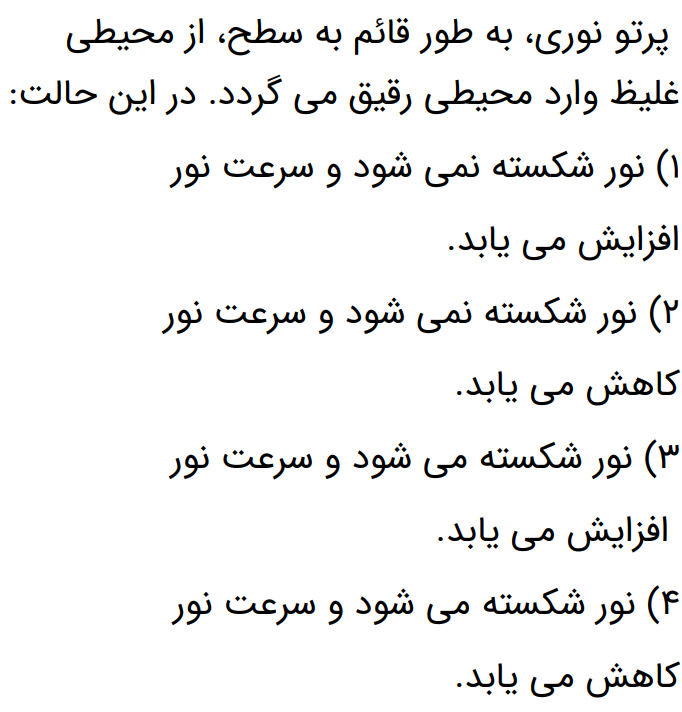 پرتو نوری، به طور قائم به سطح، از محیطی
غلیظ وارد محیطی رقیق می گردد. در این حالت:
۱) نور شکسته نمی شود و سرعت نور
افزایش می یابد.
۲) نور شکسته نمی شود و سرعت نور
کاهش می یابد.
۳) نور شکسته می شود و سرعت نور
افزایش می یابد.
۴) نور شکسته می شود و سرعت نور
کاهش می یابد.